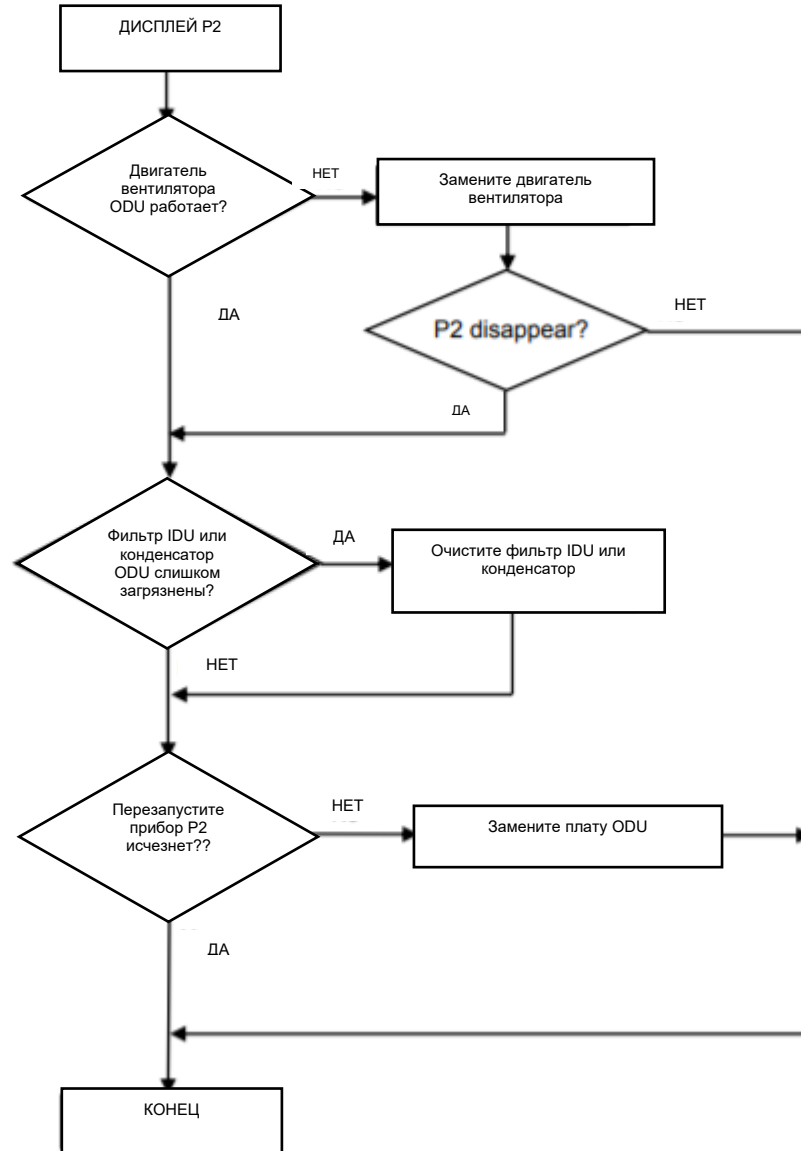 ДИСПЛЕЙ P2
Двигатель
вентилятора
ODU работает?
НЕТ
Замените двигатель
вентилятора
ДА
P2 disappear?
НЕТ
ДА
Фильтр IDU или
конденсатор
ODU слишком
загрязнены?
ДА
Очистите фильтр IDU или
конденсатор
НЕТ
Перезапустите
прибор P2
исчезнет??
НЕТ
Замените плату ODU
ДА
КОНЕЦ